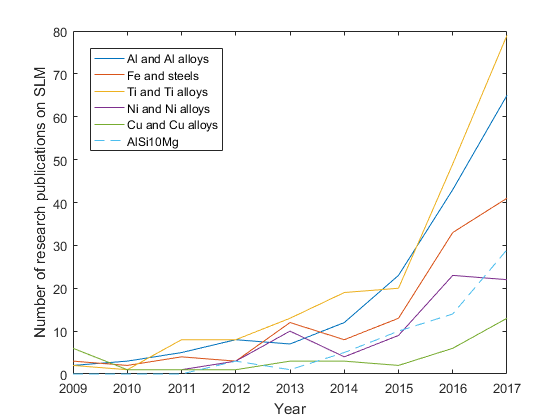 80
70
60
50
40
30
20
10
0
Number of research publications on SLM
Al and Al alloys
Fe and steels
Ti and Ti alloys
Ni and Ni alloys
Cu and Cu alloys
AlSi10Mg
2009 2010 2011 2012 2013 2014 2015 2016 2017
Year